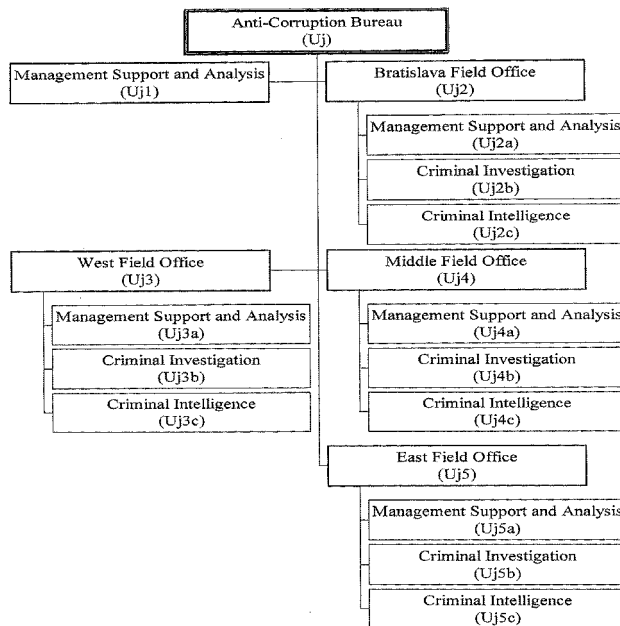 Anti-Corruption Bureau
(Uj)
Management Support and Analysis
(Uj1)
Bratislava Field Office
(Uj2)
Management Support and Analysis
(Uj2a)
Criminal Investigation
(Uj2b)
Criminal Intelligence
(Uj2c)
West Field Office
(Uj3)
Management Support and Analysis
(Uj3a)
Criminal Investigation
(Uj3b)
Criminal Intelligence
(Uj3c)
Middle Field Office
(Uj4)
Management Support and Analysis
(Uj4a)
Criminal Investigation
(Uj4b)
Criminal Intelligence
(Uj4c)
East Field Office
(Uj5)
Management Support and Analysis
(Uj5a)
Criminal Investigation
(Uj5b)
Criminal Intelligence
(Uj5c)